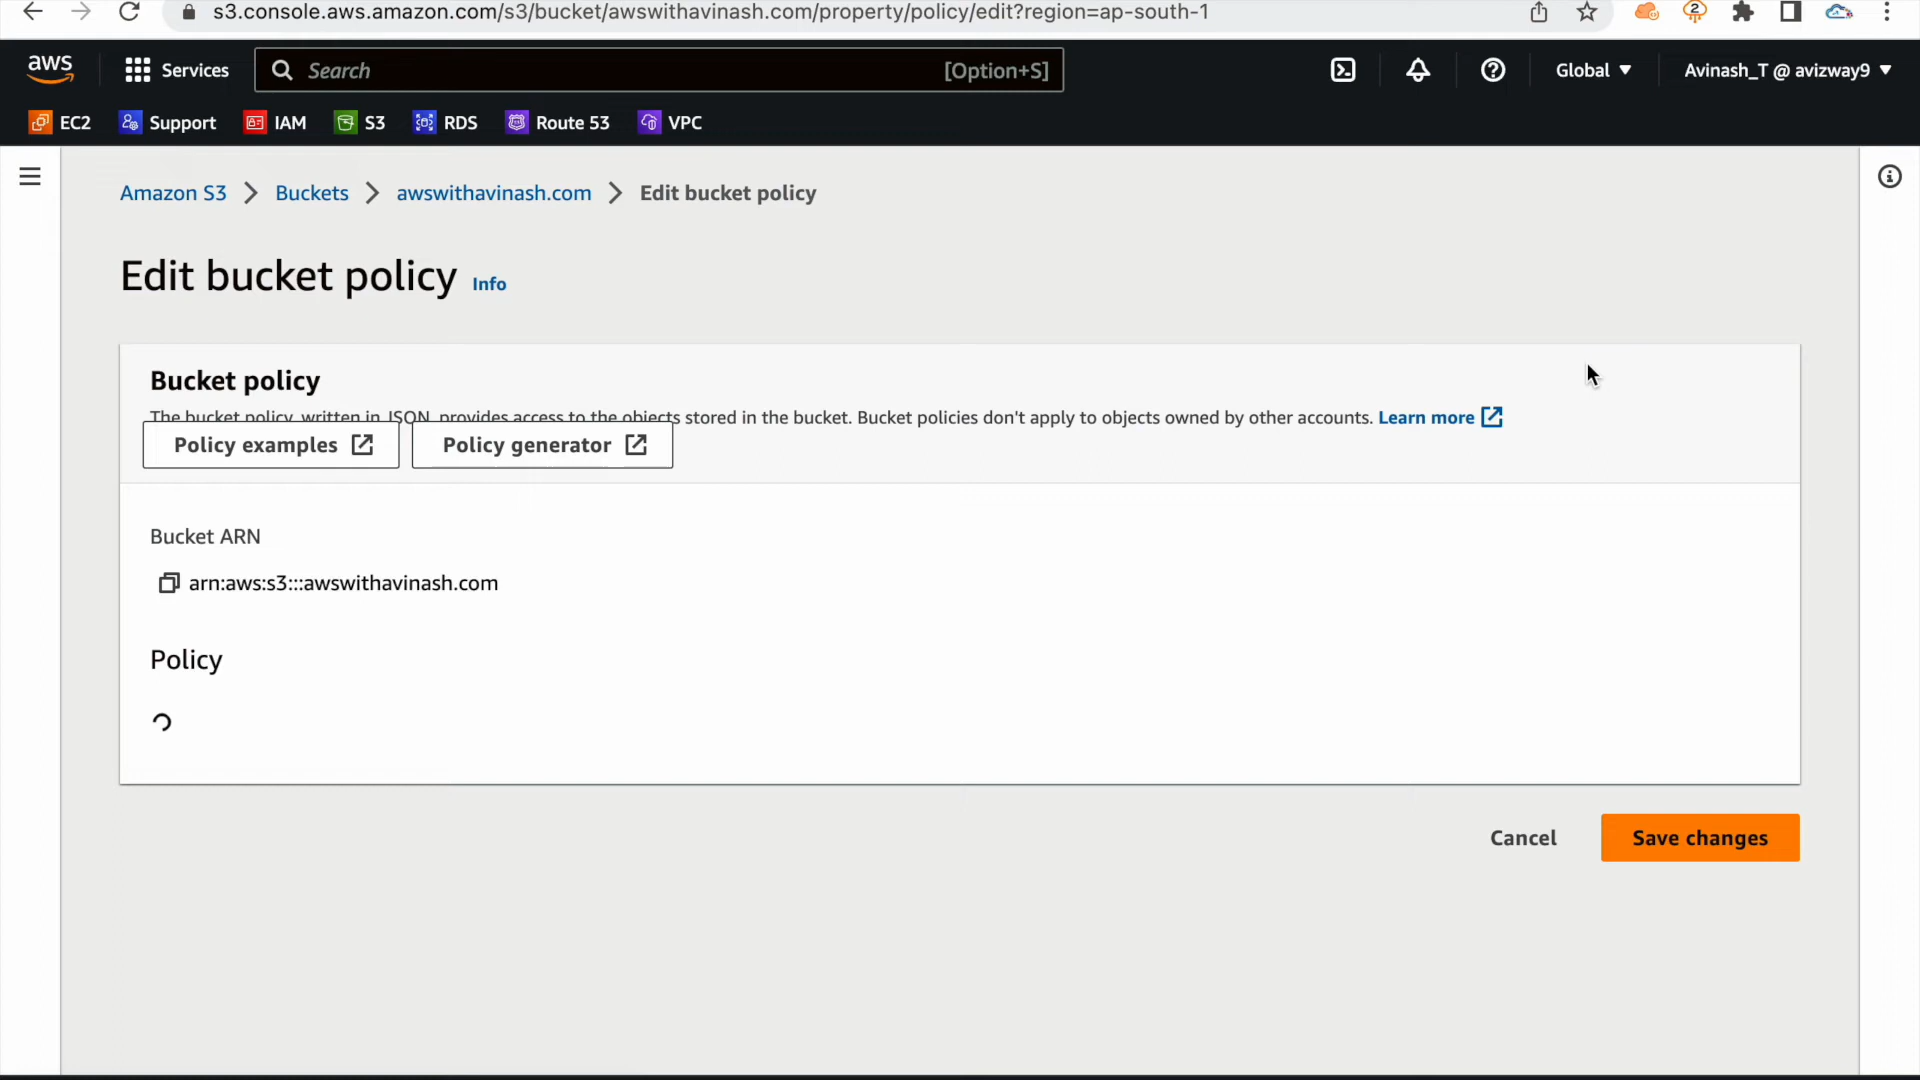 s3.console.aws.amazon.com/s3/bucket/awswithavinash.com/property/policy/edit?region=ap-south-1
2
aws
Services
Search
[Option+S]
Global
Avinash_T @ avizway9
EC2
Support
IAM
S3
RDS
Route 53
VPC
Amazon S3 > Buckets > awswithavinash.com > Edit bucket policy
Edit bucket policy Info
Bucket policy
The bucket policy, written in JSON, provides access to the objects stored in the bucket. Bucket policies don't apply to objects owned by other accounts. Learn more
Policy examples
Policy generator
Bucket ARN
arn:aws:s3:::awswithavinash.com
Policy
Cancel
Save changes